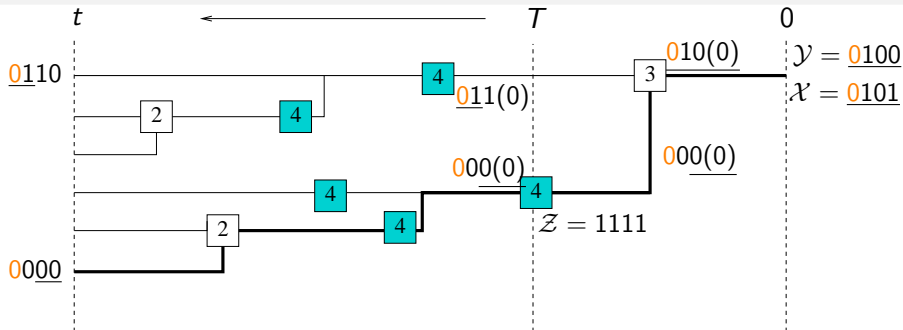 t T 0
0110 4 3 010(0) 𝒴 = 0100
2 4 011(0) 𝒳 = 0101
000(0) 000(0)
4 4
2 4 𝒵 = 1111
0000